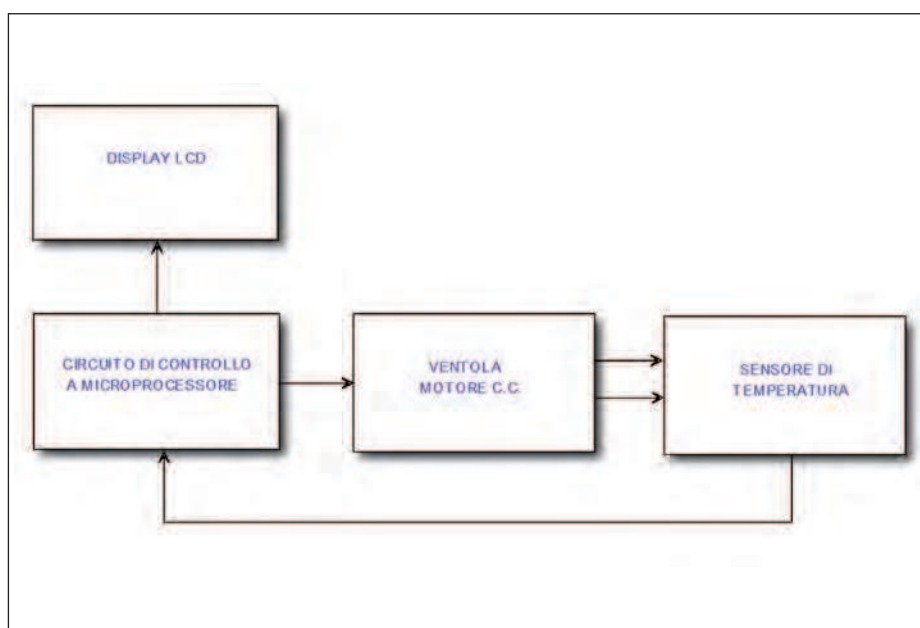 DISPLAY LCD
CIRCUITO DI CONTROLLO
A MICROPROCESSORE
VENTOLA
MOTORE C.C.
SENSORE DI
TEMPERATURA